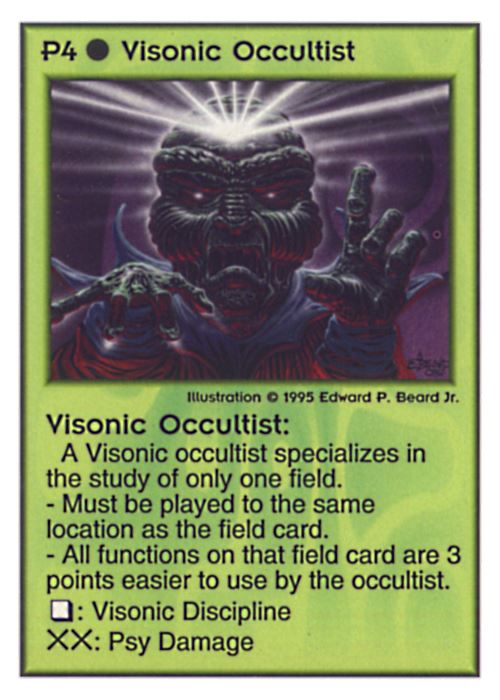 P4 ● Visonic Occultist
Illustration © 1995 Edward P. Beard Jr.
Visonic Occultist:
A Visonic occultist specializes in
the study of only one field.
- Must be played to the same
location as the field card.
- All functions on that field card are 3
points easier to use by the occultist.
❏: Visonic Discipline
XX: Psy Damage